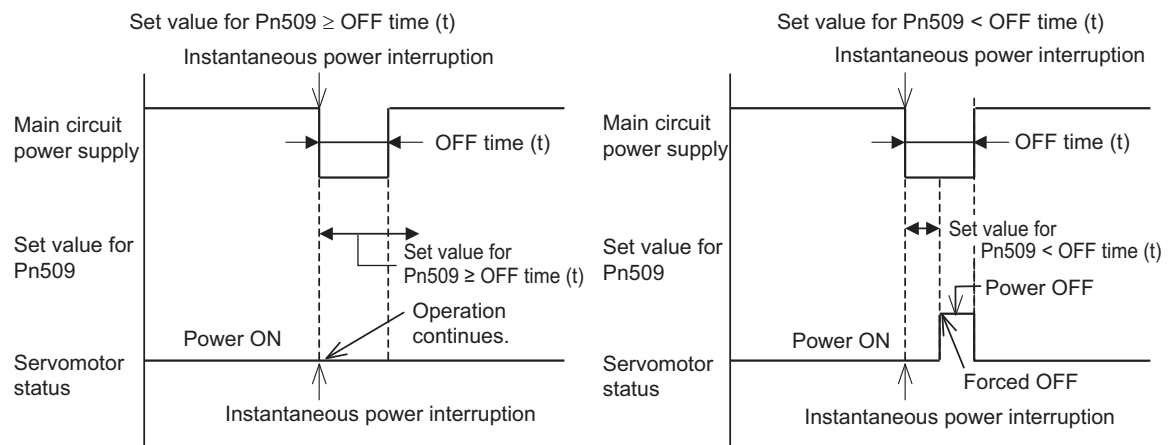 Set value for Pn509 ≥ OFF time (t)
Instantaneous power interruption
Main circuit
power supply
OFF time (t)
Set value for
Pn509
Set value for
Pn509 ≥ OFF time (t)
Operation
continues.
Power ON
Servomotor
status
Instantaneous power interruption
Set value for Pn509 < OFF time (t)
Instantaneous power interruption
Main circuit
power supply
OFF time (t)
Set value for
Pn509
Set value for
Pn509 < OFF time (t)
Power OFF
Power ON
Servomotor
status
Forced OFF
Instantaneous power interruption